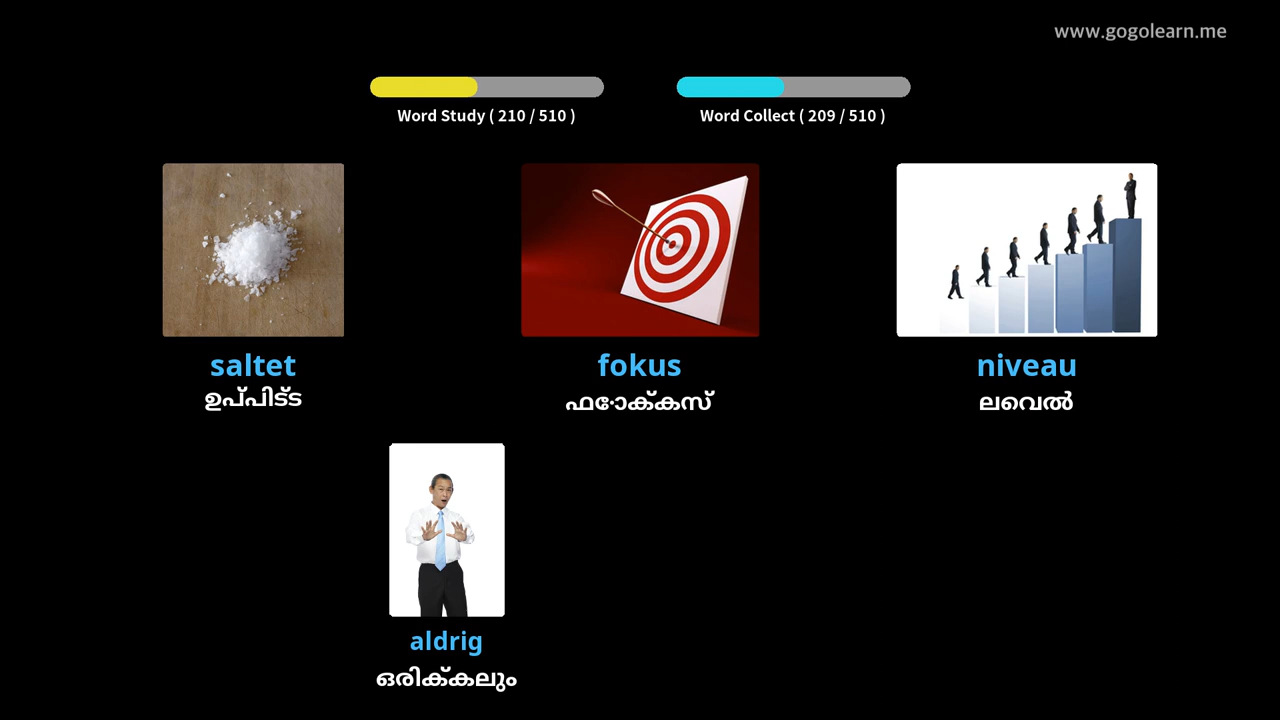 www.gogolearn.me
Word Study ( 210 / 510 )
Word Collect ( 209 / 510 )
saltet
ഉപ്പിട്ട
fokus
ഫോക്കസ്
niveau
ലവെൽ
aldrig
ഒരിക്കലും